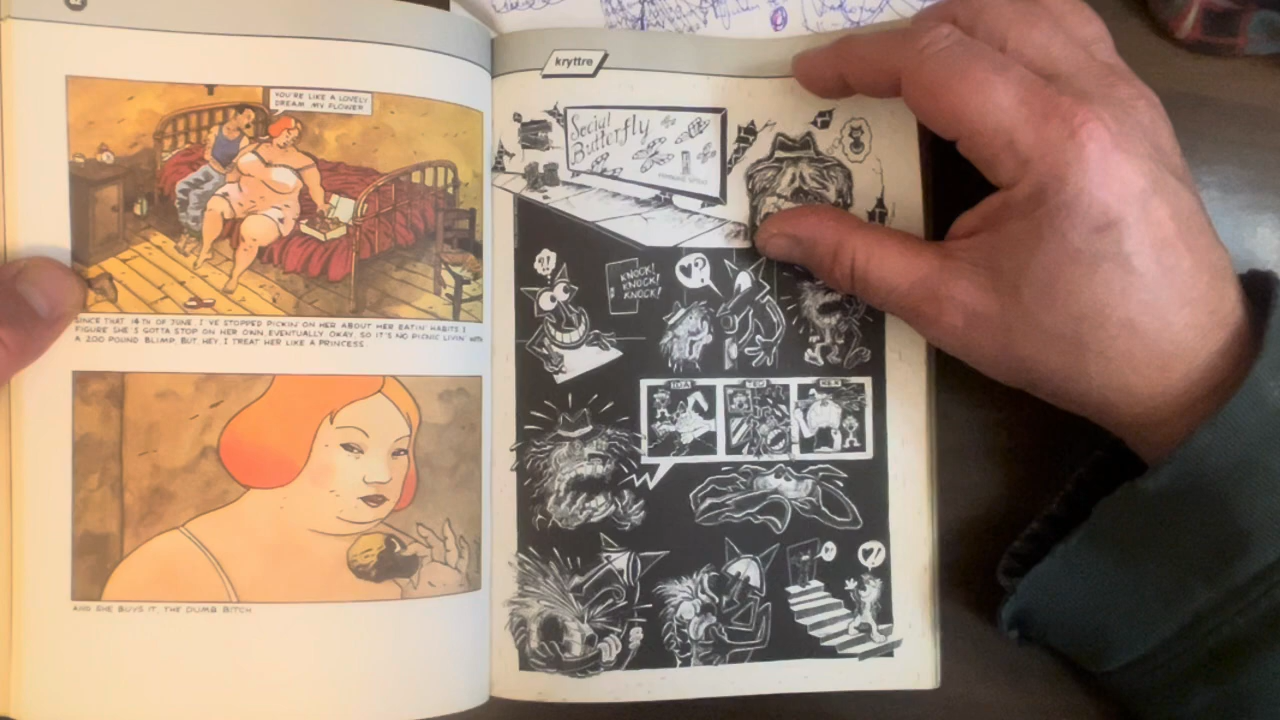 YOU'RE LIKE A LOVELY
DREAM MY FLOWER
SINCE THAT 14TH OF JUNE, I'VE STOPPED PICKIN' ON HER ABOUT HER EATIN' HABITS I
FIGURE SHE'S GOTTA STOP ON HER OWN EVENTUALLY. OKAY, SO IT'S NO PICNIC LIVIN' WITH
A 200 POUND BLIMP, BUT, HEY, I TREAT HER LIKE A PRINCESS.
AND SHE BUYS IT, THE DUMB BITCH
kryttre
Social
Butterfly
?!
KNOCK!
KNOCK!
KNOCK!
?
IDA
TED
?